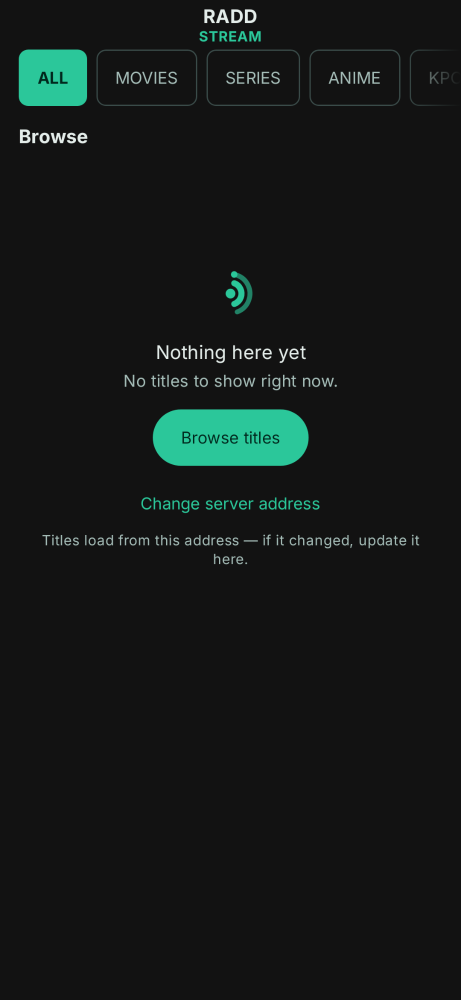 RADD
STREAM
ALL
MOVIES
SERIES
ANIME
Browse
Nothing here yet
No titles to show right now.
Browse titles
Change server address
Titles load from this address — if it changed, update it
here.